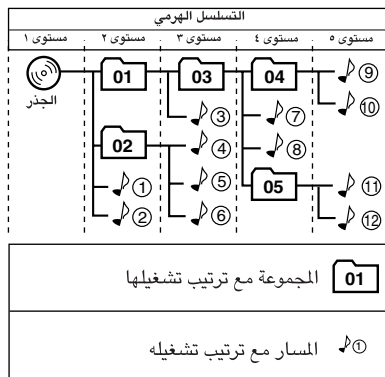 التسلسل الهرمي
مستوى ١ مستوى ٢ مستوى ٣ مستوى ٤ مستوى ٥
01 03 04 ⑨
الجذر
③ ⑦ ⑩
02 ④ ⑧
① ⑤ 05 ⑪
② ⑥ ⑫
01 المجموعة مع ترتيب تشغيلها
① المسار مع ترتيب تشغيله